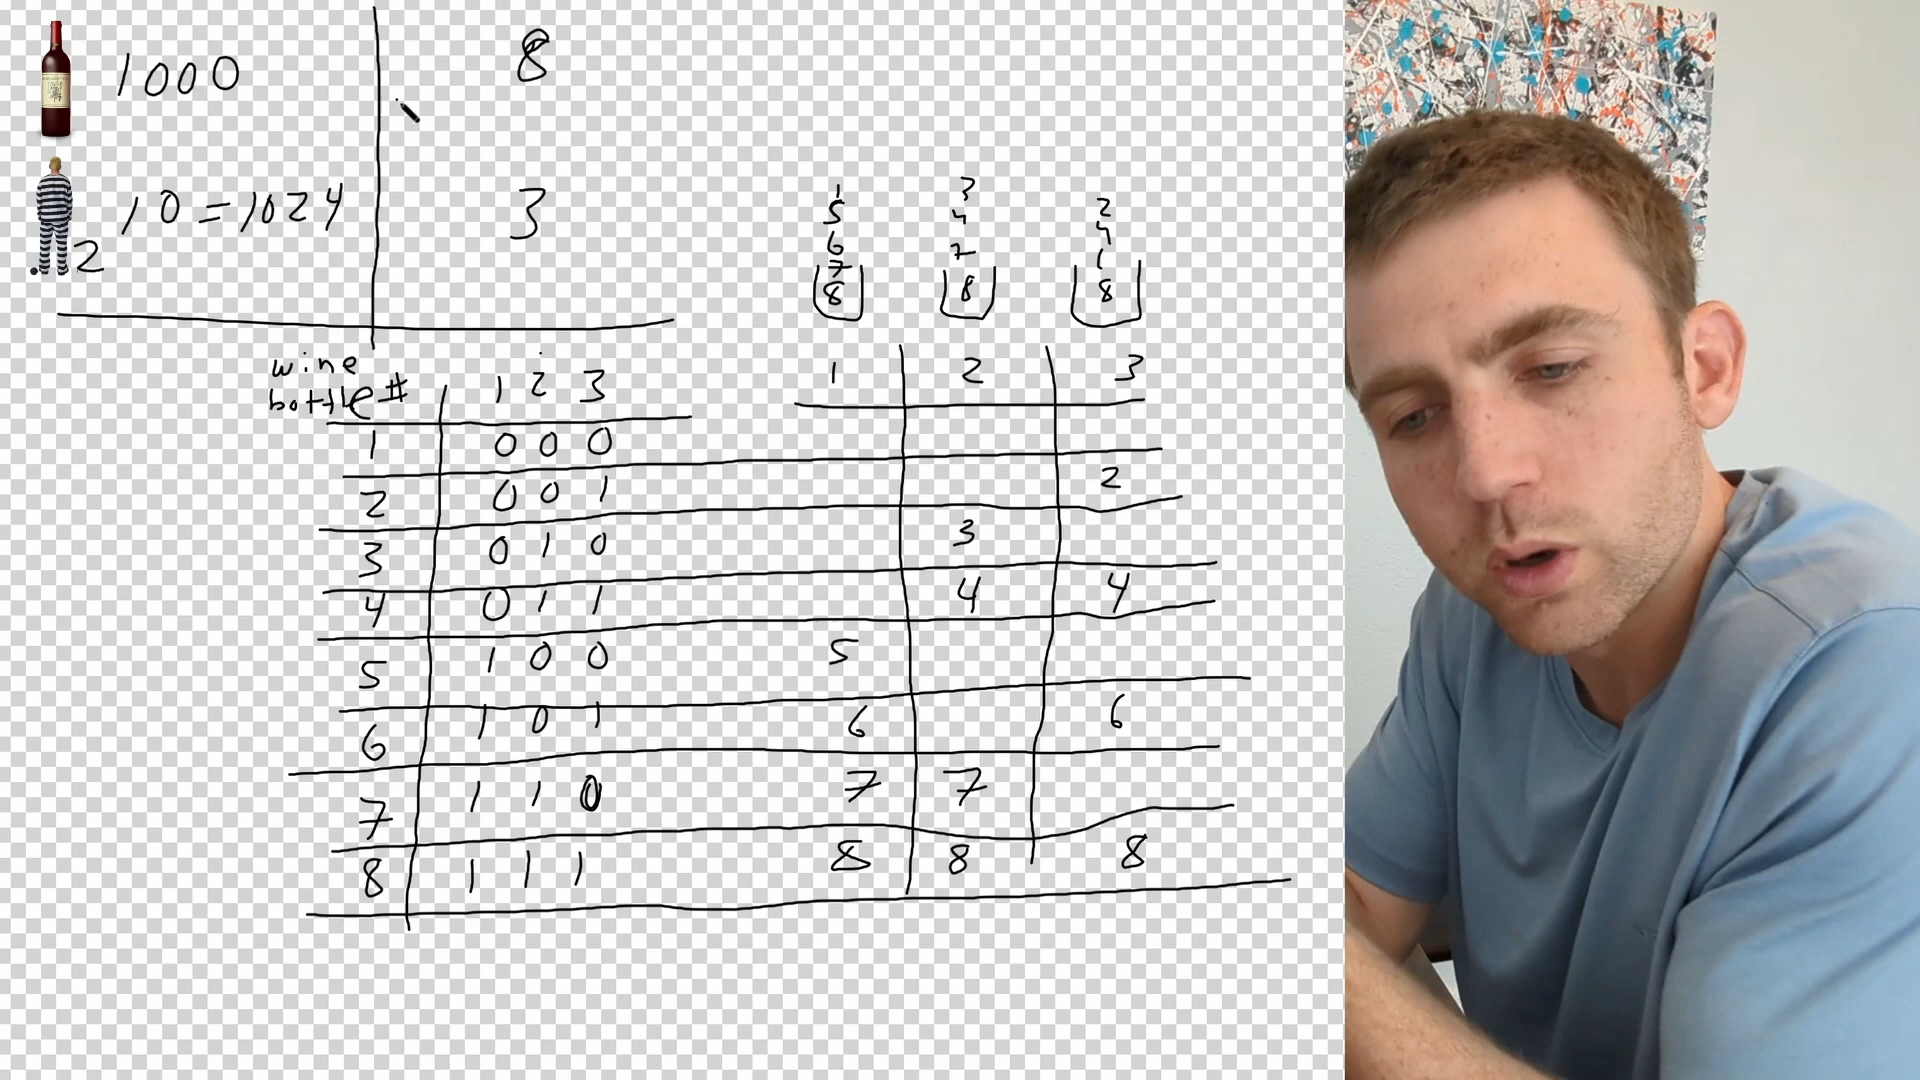 1000
8
10 = 1024
2
3
1 3 2
5 4 4
6 7 1
7
8 8 8
wine
bottle # 1 2 3 1 2 3
1 0 0 0
2 0 0 1 2
3 0 1 0 3
4 0 1 1 4 4
5 1 0 0 5
6 1 0 1 6 6
7 1 1 0 7 7
8 1 1 1 8 8 8